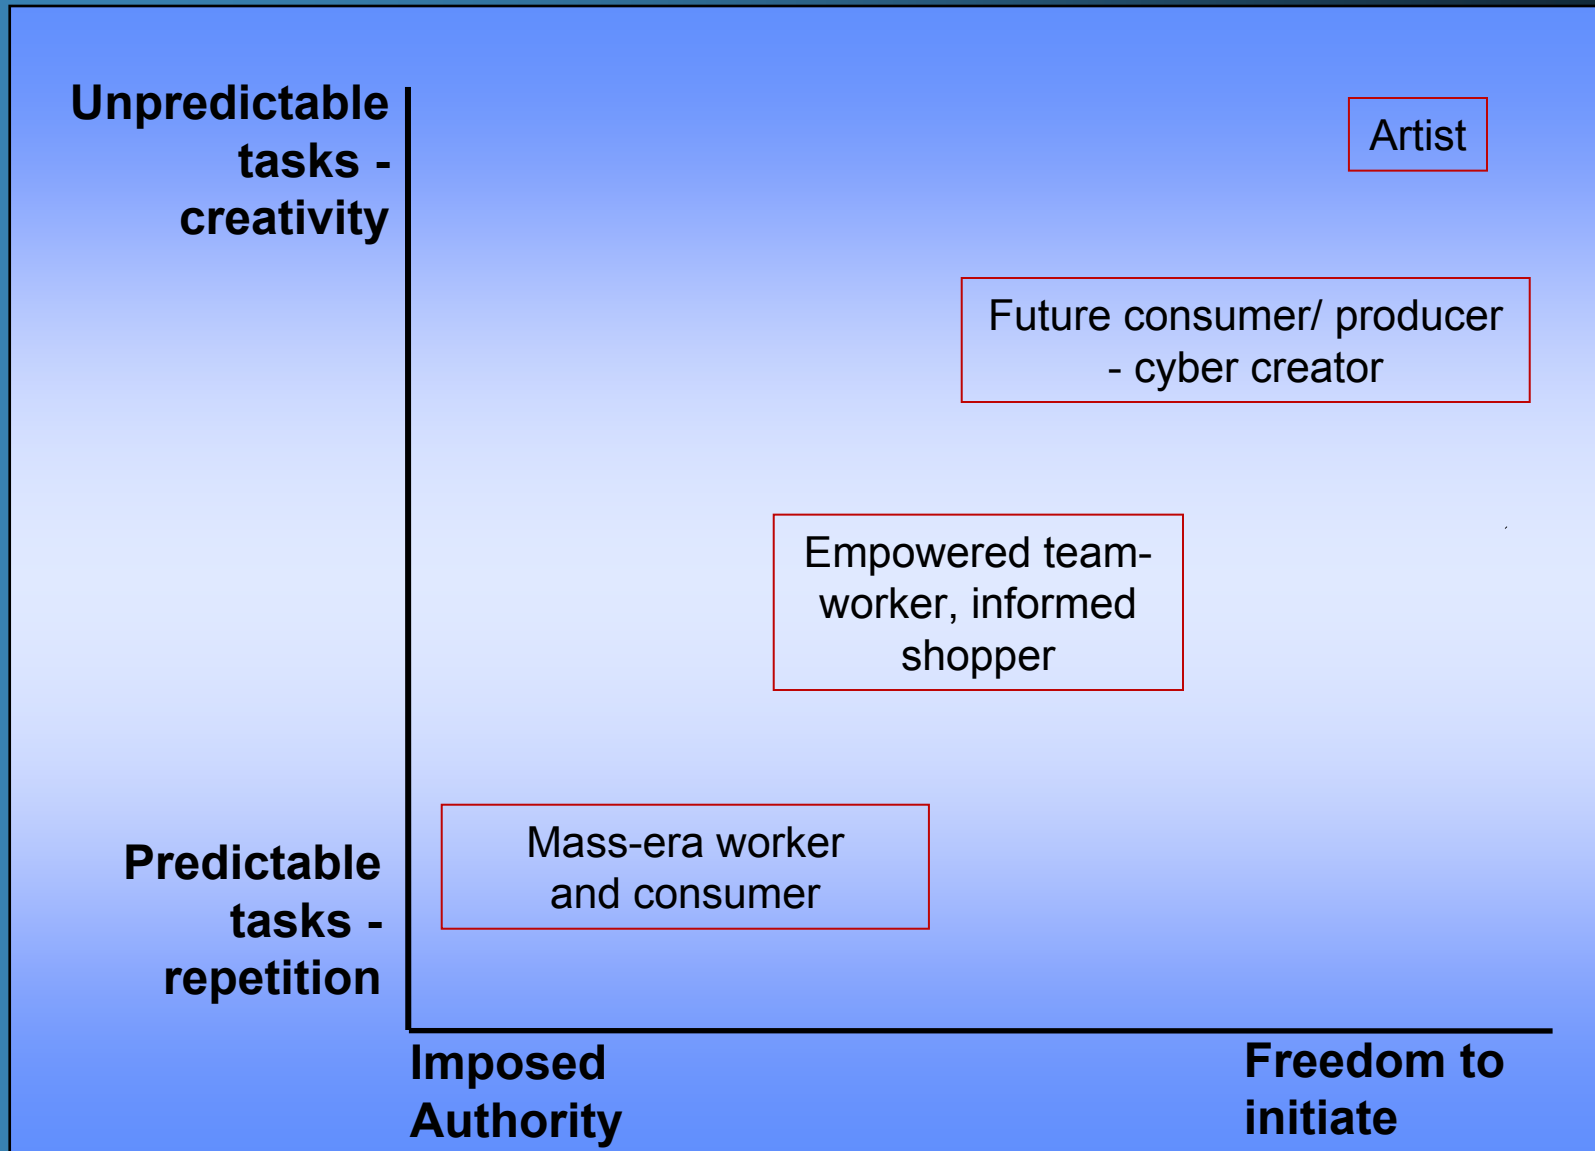 Unpredictable
tasks -
creativity
Artist
Future consumer/ producer
- cyber creator
Empowered team-
worker, informed
shopper
Mass-era worker
and consumer
Predictable
tasks -
repetition
Imposed
Authority
Freedom to
initiate